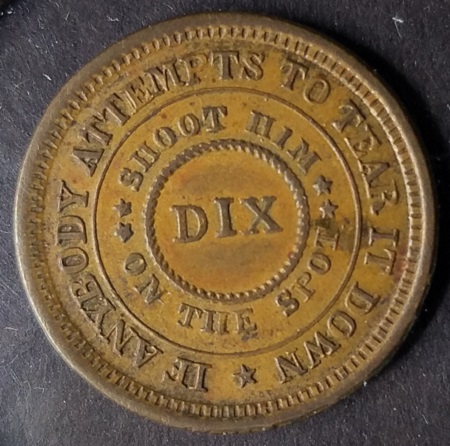 IF ANYBODY ATTEMPTS TO TEAR IT DOWN
SHOOT HIM
ON THE SPOT
DIX